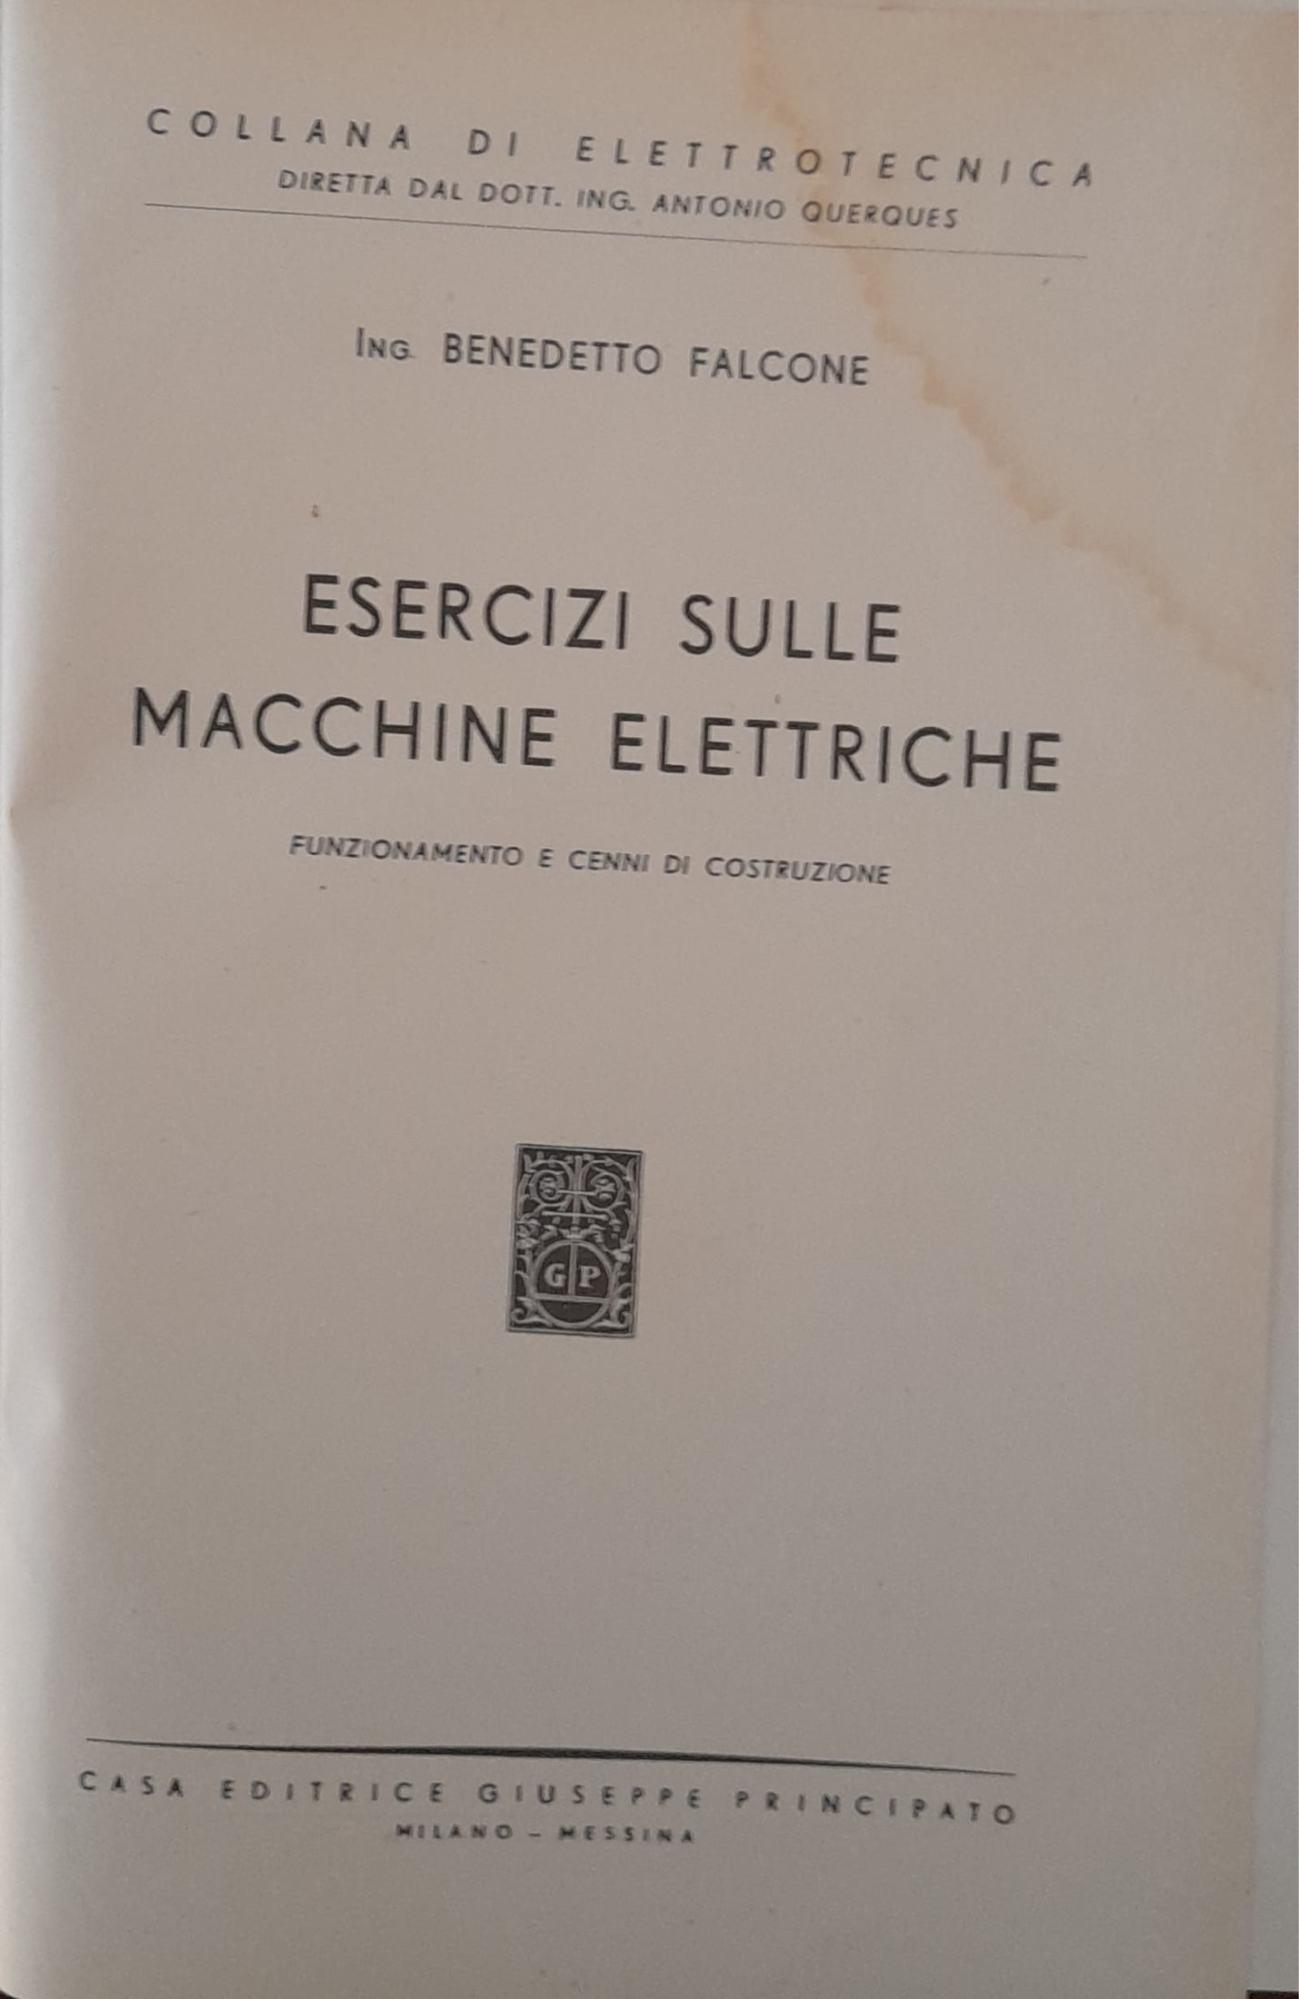 COLLANA DI ELETTROTECNICA
DIRETTA DAL DOTT. ING. ANTONIO QUERQUES
ING. BENEDETTO FALCONE
ESERCIZI SULLE
MACCHINE ELETTRICHE
FUNZIONAMENTO E CENNI DI COSTRUZIONE
G P
CASA EDITRICE GIUSEPPE PRINCIPATO
MILANO – MESSINA